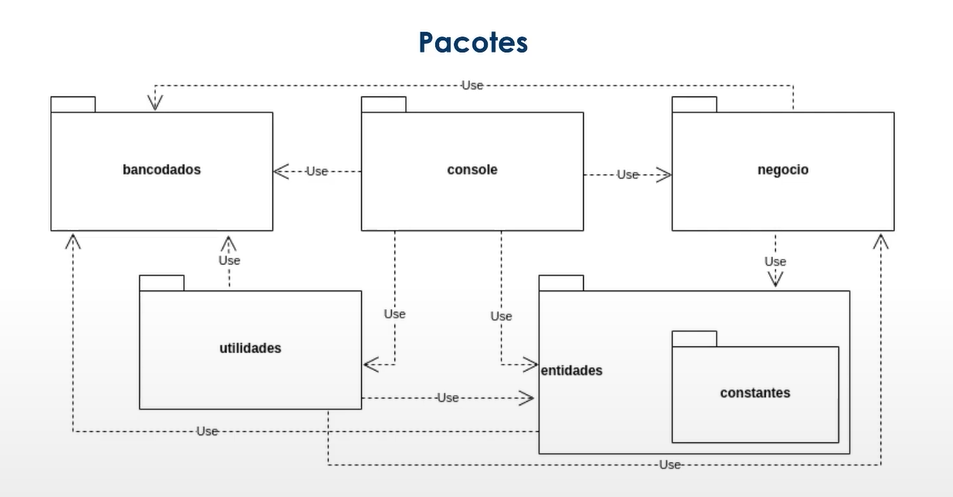 Pacotes
Use
bancodados
Use
console
Use
negocio
Use
Use
Use
Use
utilidades
entidades
constantes
Use
Use
Use